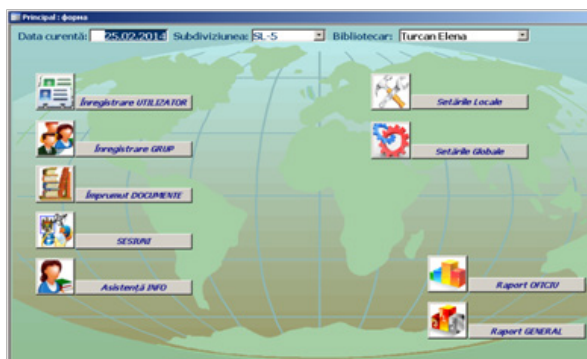 Principal : форма
Data curentă: 25.02.2014 Subdiviziunea: SL-5 Bibliotecar: Turcan Elena
Înregistrare UTILIZATOR
Setările Locale
Înregistrare GRUP
Setările Globale
Împrumut DOCUMENTE
SESIUNI
Asistență INFO
Raport OFICIU
Raport GENERAL